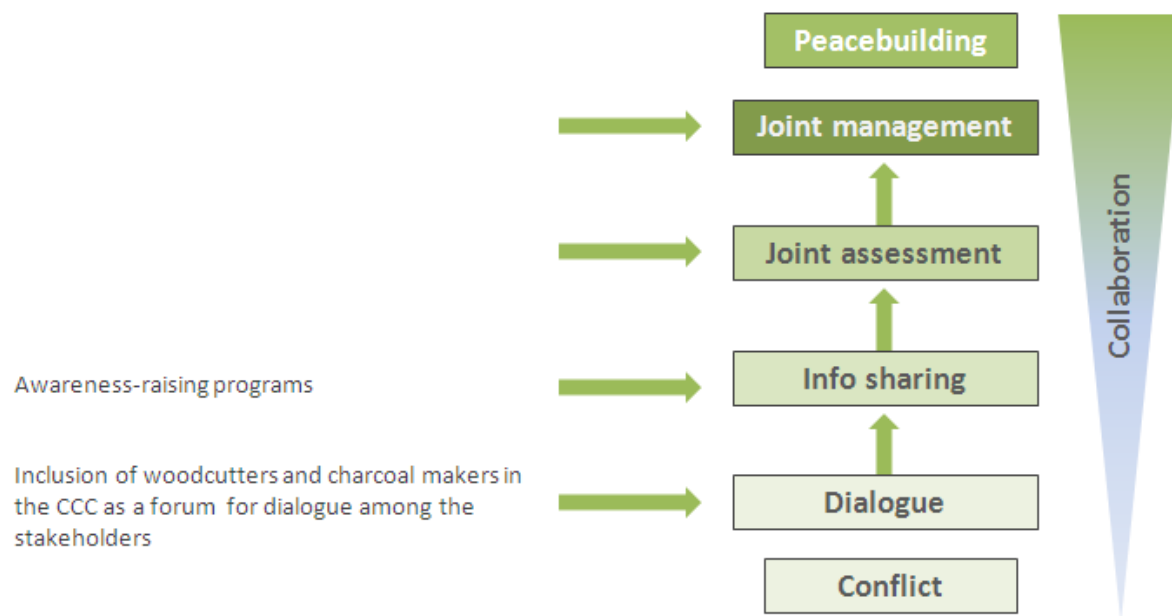 Peacebuilding
Joint management
Joint assessment
Awareness-raising programs
Info sharing
Inclusion of woodcutters and charcoal makers in
the CCC as a forum for dialogue among the
stakeholders
Dialogue
Conflict
Collaboration